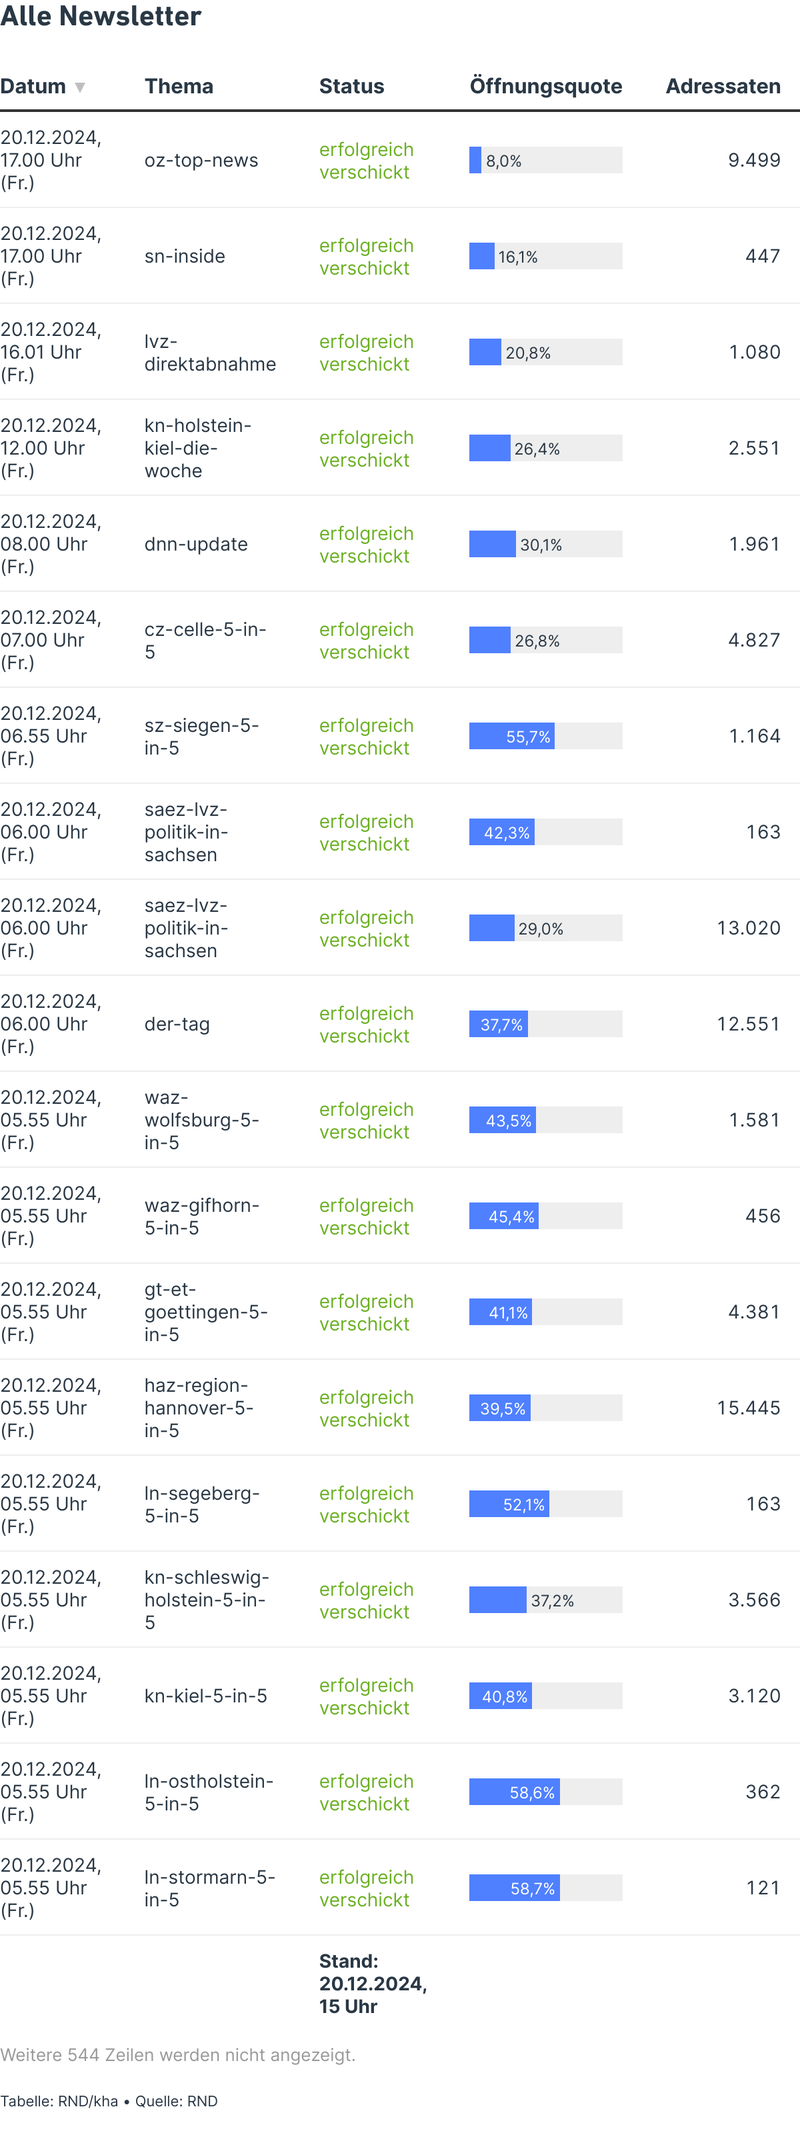 Alle Newsletter
Datum ▼ Thema Status Öffnungsquote Adressaten
20.12.2024,
17.00 Uhr
(Fr.)
oz-top-news
erfolgreich
verschickt
8,0%
9.499
20.12.2024,
17.00 Uhr
(Fr.)
sn-inside
erfolgreich
verschickt
16,1%
447
20.12.2024,
16.01 Uhr
(Fr.)
lvz-
direktabnahme
erfolgreich
verschickt
20,8%
1.080
20.12.2024,
12.00 Uhr
(Fr.)
kn-holstein-
kiel-die-
woche
erfolgreich
verschickt
26,4%
2.551
20.12.2024,
08.00 Uhr
(Fr.)
dnn-update
erfolgreich
verschickt
30,1%
1.961
20.12.2024,
07.00 Uhr
(Fr.)
cz-celle-5-in-
5
erfolgreich
verschickt
26,8%
4.827
20.12.2024,
06.55 Uhr
(Fr.)
sz-siegen-5-
in-5
erfolgreich
verschickt
55,7%
1.164
20.12.2024,
06.00 Uhr
(Fr.)
saez-lvz-
politik-in-
sachsen
erfolgreich
verschickt
42,3%
163
20.12.2024,
06.00 Uhr
(Fr.)
saez-lvz-
politik-in-
sachsen
erfolgreich
verschickt
29,0%
13.020
20.12.2024,
06.00 Uhr
(Fr.)
der-tag
erfolgreich
verschickt
37,7%
12.551
20.12.2024,
05.55 Uhr
(Fr.)
waz-
wolfsburg-5-
in-5
erfolgreich
verschickt
43,5%
1.581
20.12.2024,
05.55 Uhr
(Fr.)
waz-gifhorn-
5-in-5
erfolgreich
verschickt
45,4%
456
20.12.2024,
05.55 Uhr
(Fr.)
gt-et-
goettingen-5-
in-5
erfolgreich
verschickt
41,1%
4.381
20.12.2024,
05.55 Uhr
(Fr.)
haz-region-
hannover-5-
in-5
erfolgreich
verschickt
39,5%
15.445
20.12.2024,
05.55 Uhr
(Fr.)
ln-segeberg-
5-in-5
erfolgreich
verschickt
52,1%
163
20.12.2024,
05.55 Uhr
(Fr.)
kn-schleswig-
holstein-5-in-
5
erfolgreich
verschickt
37,2%
3.566
20.12.2024,
05.55 Uhr
(Fr.)
kn-kiel-5-in-5
erfolgreich
verschickt
40,8%
3.120
20.12.2024,
05.55 Uhr
(Fr.)
ln-ostholstein-
5-in-5
erfolgreich
verschickt
58,6%
362
20.12.2024,
05.55 Uhr
(Fr.)
ln-stormarn-5-
in-5
erfolgreich
verschickt
58,7%
121
Stand:
20.12.2024,
15 Uhr
Weitere 544 Zeilen werden nicht angezeigt.
Tabelle: RND/kha • Quelle: RND